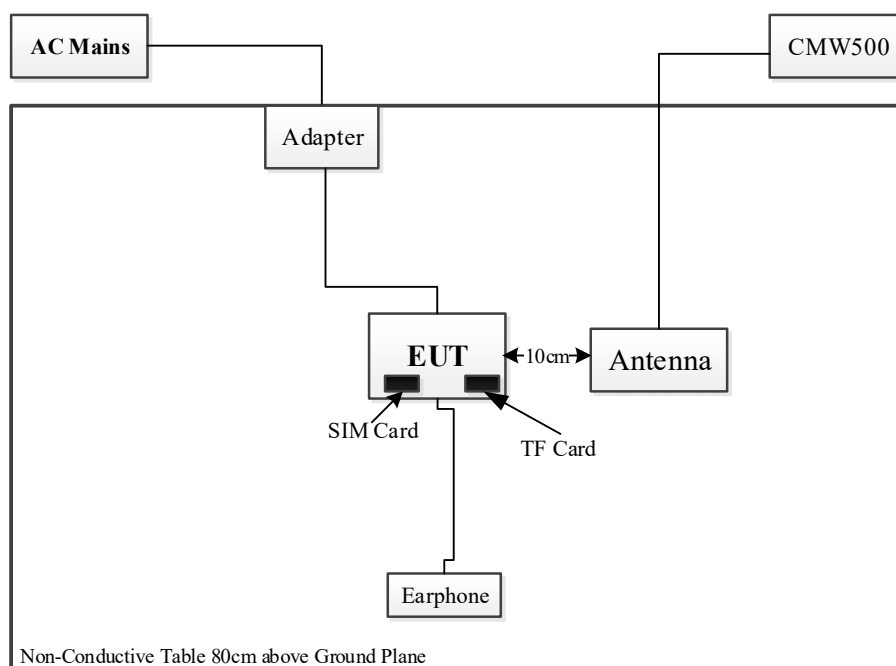 AC Mains
CMW500
Adapter
EUT
10cm
Antenna
SIM Card
TF Card
Earphone
Non-Conductive Table 80cm above Ground Plane